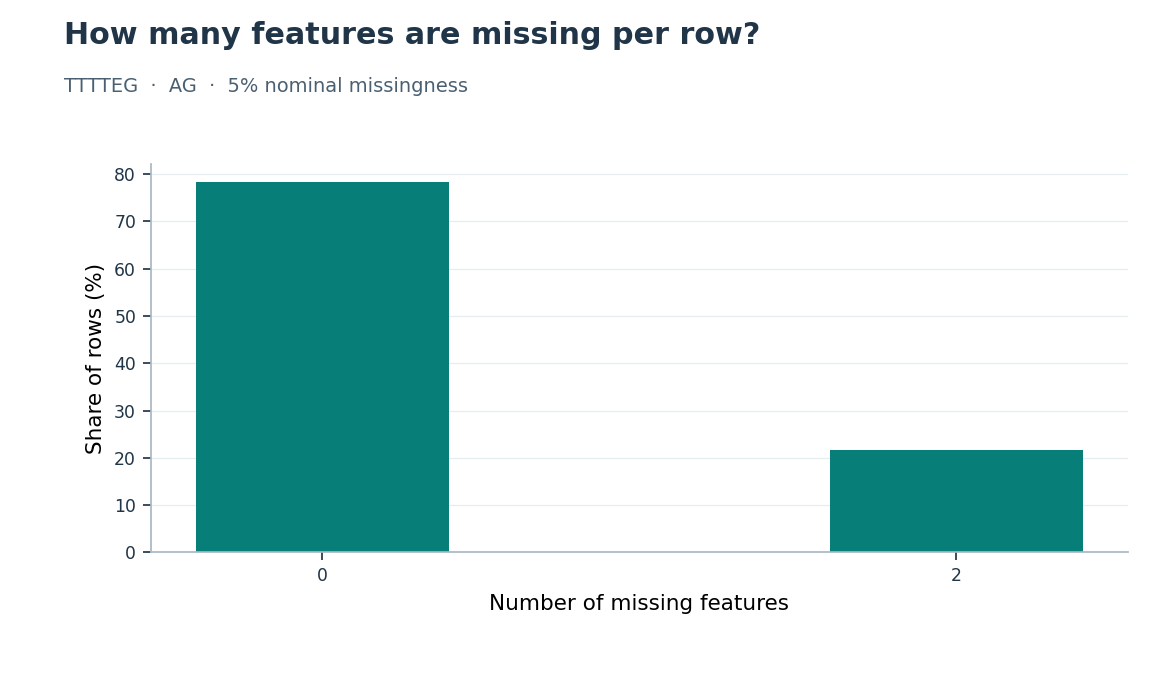 How many features are missing per row?
TTTTEG · AG · 5% nominal missingness
80
70
60
50
40
30
20
10
0
Share of rows (%)
0 2
Number of missing features